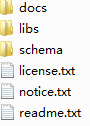 docs
libs
schema
license.txt
notice.txt
readme.txt